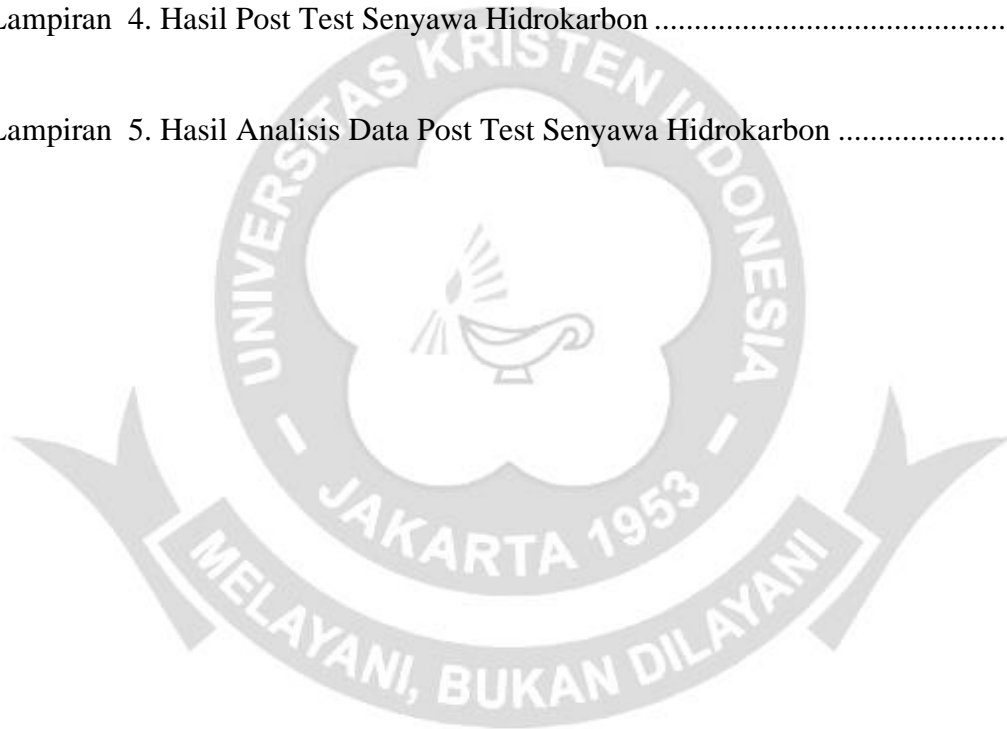 Lampiran 4. Hasil Post Test Senyawa Hidrokarbon ............................................
Lampiran 5. Hasil Analisis Data Post Test Senyawa Hidrokarbon .....................
UNIVERSITAS KRISTEN INDONESIA
- JAKARTA 1953 -
MELAYANI, BUKAN DILAYANI